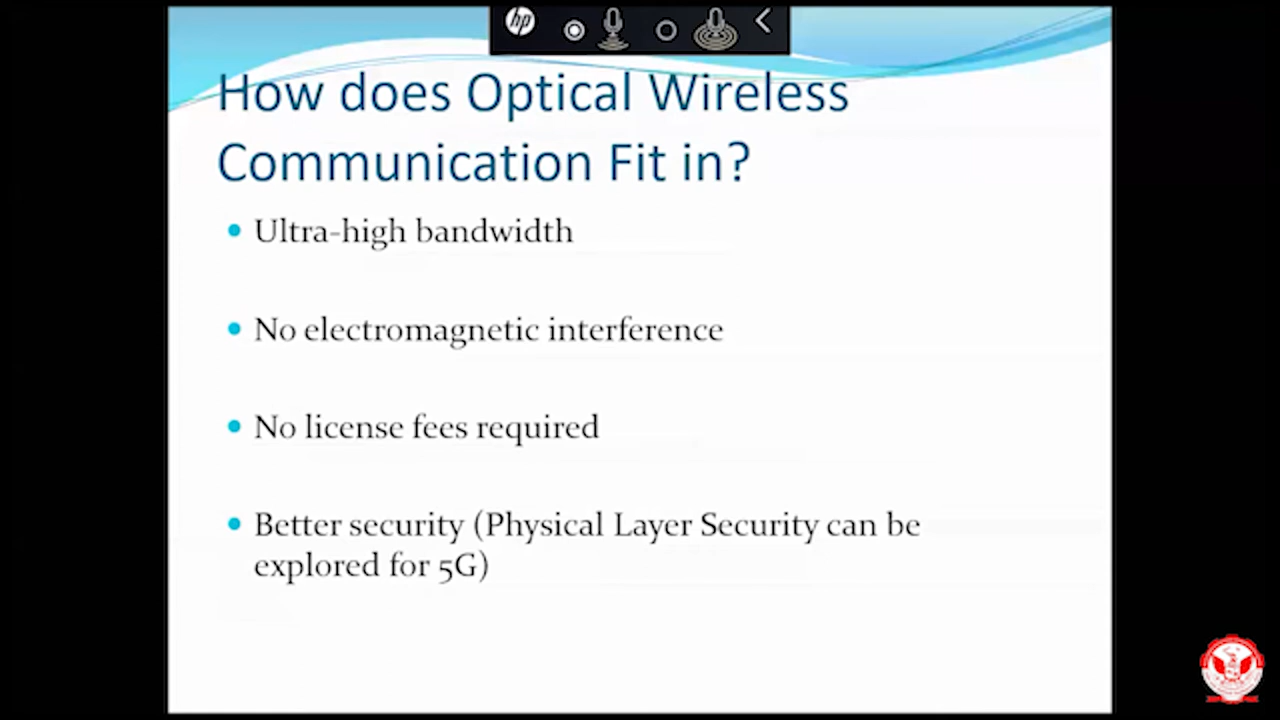 hp
How does Optical Wireless
Communication Fit in?
• Ultra-high bandwidth
• No electromagnetic interference
• No license fees required
• Better security (Physical Layer Security can be
explored for 5G)